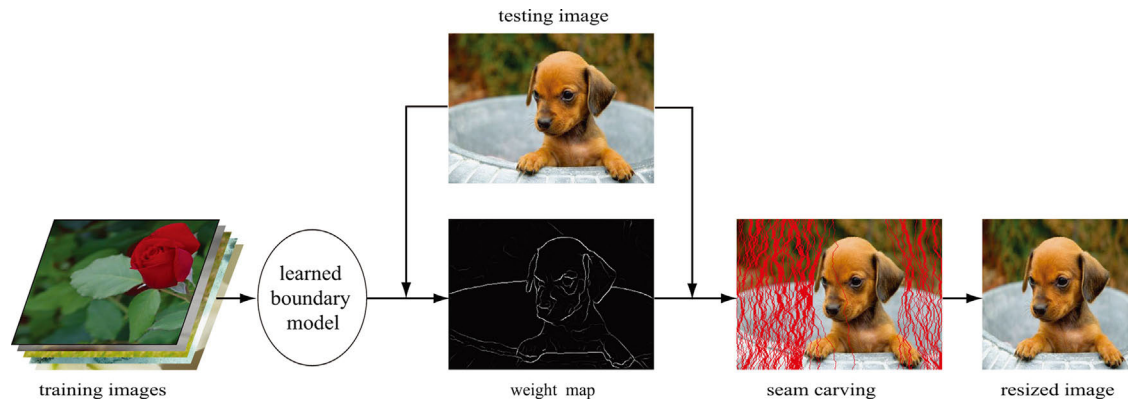 testing image
learned
boundary
model
training images
weight map
seam carving
resized image